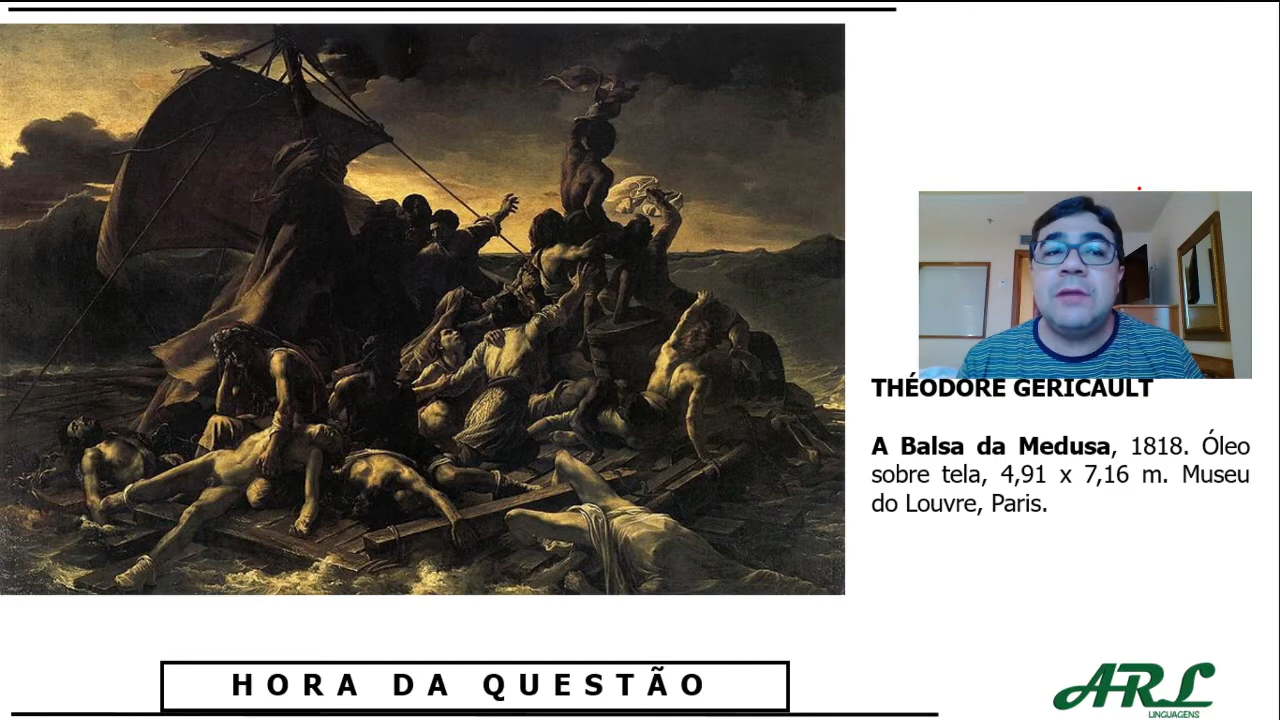 THÉODORE GERICAULT
A Balsa da Medusa, 1818. Óleo
sobre tela, 4,91 x 7,16 m. Museu
do Louvre, Paris.
HORA DA QUESTÃO
ARL
LINGUAGENS